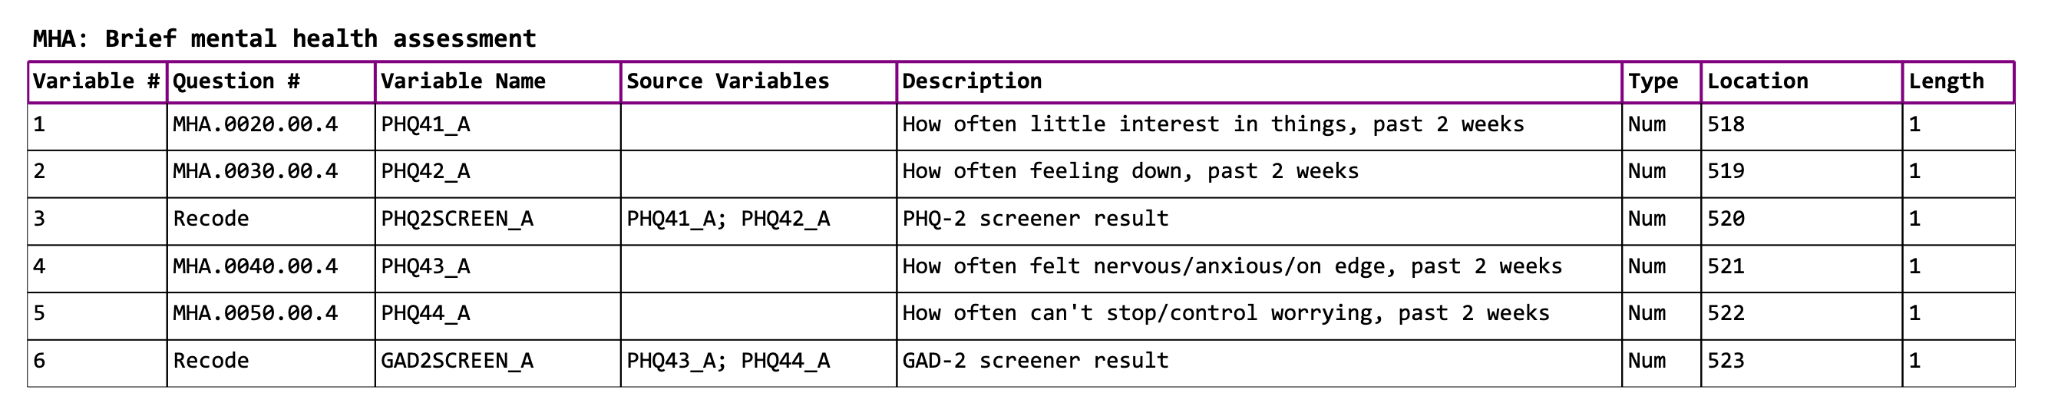 MHA: Brief mental health assessment
Variable # Question # Variable Name Source Variables Description Type Location Length
1 MHA.0020.00.4 PHQ41_A How often little interest in things, past 2 weeks Num 518 1
2 MHA.0030.00.4 PHQ42_A How often feeling down, past 2 weeks Num 519 1
3 Recode PHQ2SCREEN_A PHQ41_A; PHQ42_A PHQ-2 screener result Num 520 1
4 MHA.0040.00.4 PHQ43_A How often felt nervous/anxious/on edge, past 2 weeks Num 521 1
5 MHA.0050.00.4 PHQ44_A How often can't stop/control worrying, past 2 weeks Num 522 1
6 Recode GAD2SCREEN_A PHQ43_A; PHQ44_A GAD-2 screener result Num 523 1